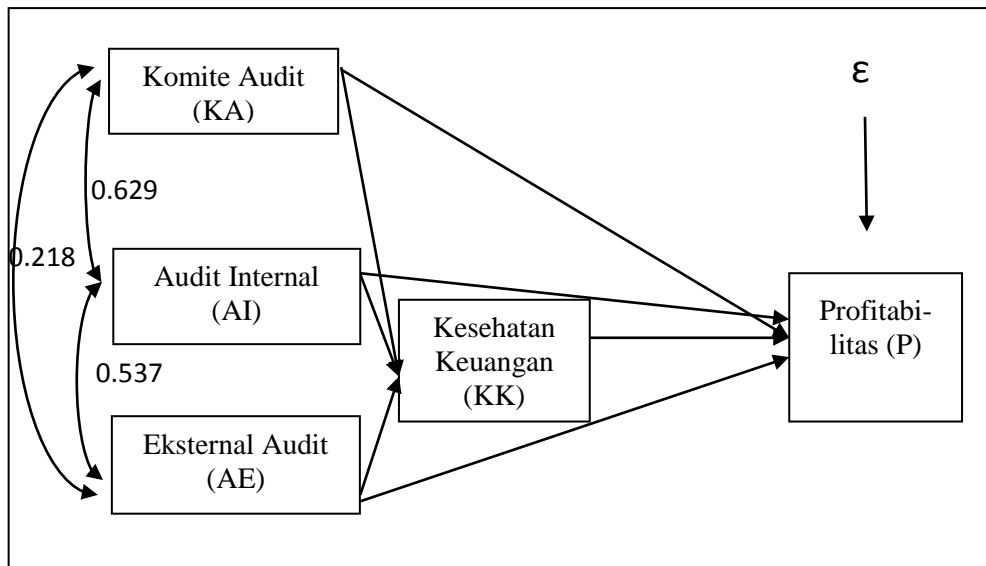 Komite Audit
(KA)
ε
0.629
0.218
Audit Internal
(AI)
Profitabi-
litas (P)
Kesehatan
Keuangan
(KK)
0.537
Eksternal Audit
(AE)